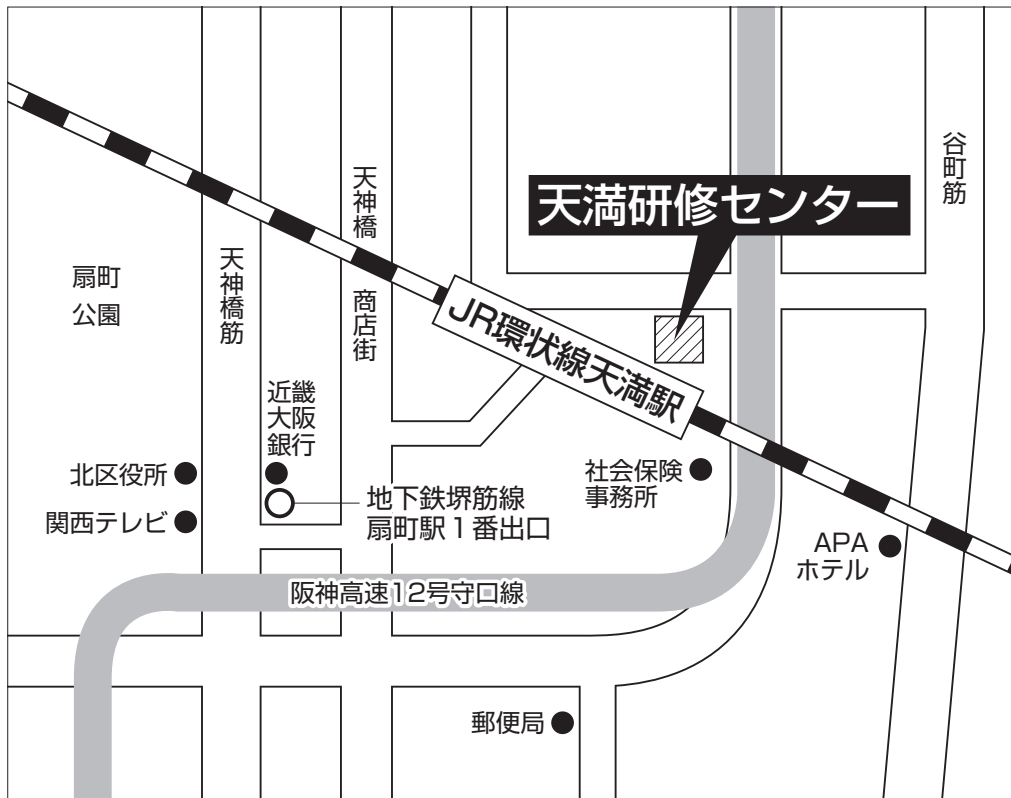 谷町筋
天満研修センター
天神橋
商店街
天神橋筋
扇町
公園
JR環状線天満駅
近畿
大阪
銀行
北区役所
関西テレビ
地下鉄堺筋線
扇町駅1番出口
社会保険
事務所
APA
ホテル
阪神高速12号守口線
郵便局